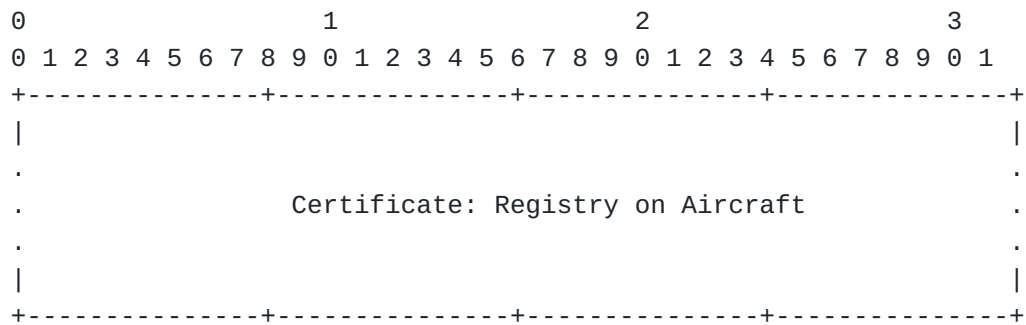 0                   1                   2                   3
0 1 2 3 4 5 6 7 8 9 0 1 2 3 4 5 6 7 8 9 0 1 2 3 4 5 6 7 8 9 0 1
+---------------+---------------+---------------+---------------+
|                                                               |
.                                                               .
.                 Certificate: Registry on Aircraft             .
.                                                               .
|                                                               |
+---------------+---------------+---------------+---------------+